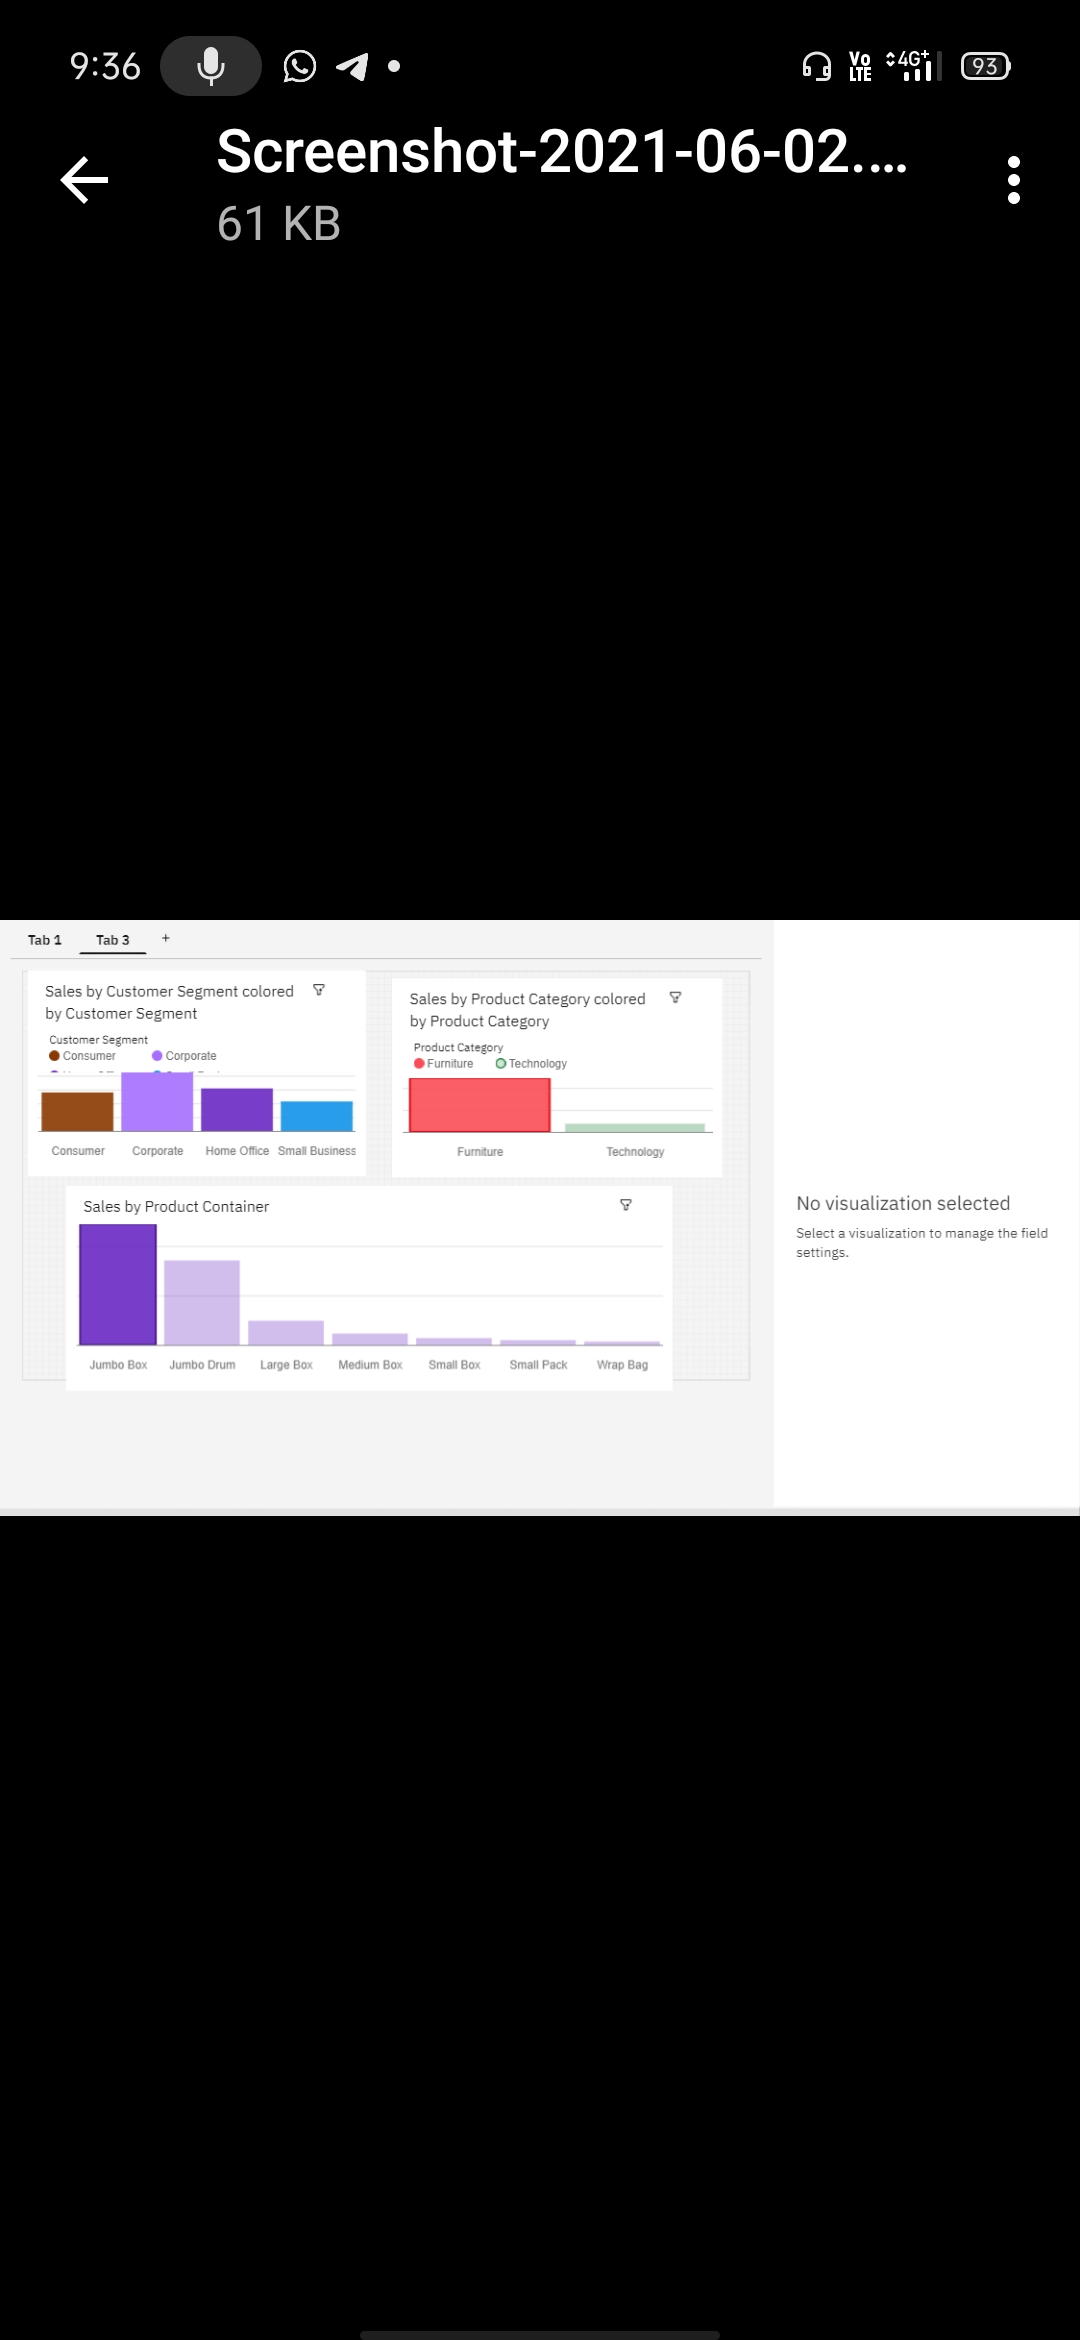 9:36
Vo
LTE
4G+
93
Screenshot-2021-06-02....
61 KB
Tab 1
Tab 3
+
Sales by Customer Segment colored
by Customer Segment
Customer Segment
Consumer
Corporate
Consumer
Corporate
Home Office
Small Business
Sales by Product Category colored
by Product Category
Product Category
Furniture
Technology
Furniture
Technology
Sales by Product Container
Jumbo Box
Jumbo Drum
Large Box
Medium Box
Small Box
Small Pack
Wrap Bag
No visualization selected
Select a visualization to manage the field
settings.